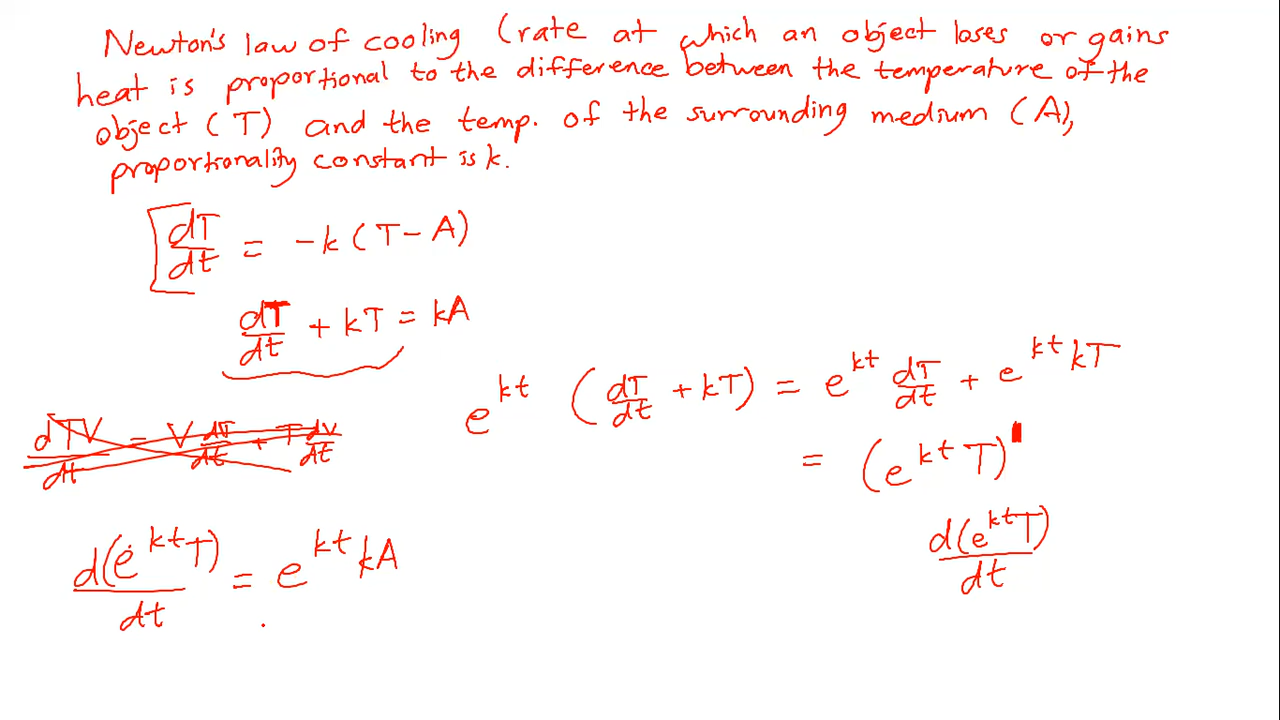 Newton's law of cooling (rate at which an object loses or gains
heat is proportional to the difference between the temperature of the
object (T) and the temp. of the surrounding medium (A),
proportionality constant is k.
dT/dt = -k (T - A)
dT/dt + kT = kA
e^kt (dT/dt + kT) = e^kt dT/dt + e^kt kT
dTV/dt = V dT/dt + T dV/dt
= (e^kt T)'
d(e^kt T)/dt
d(e^kt T)/dt = e^kt kA